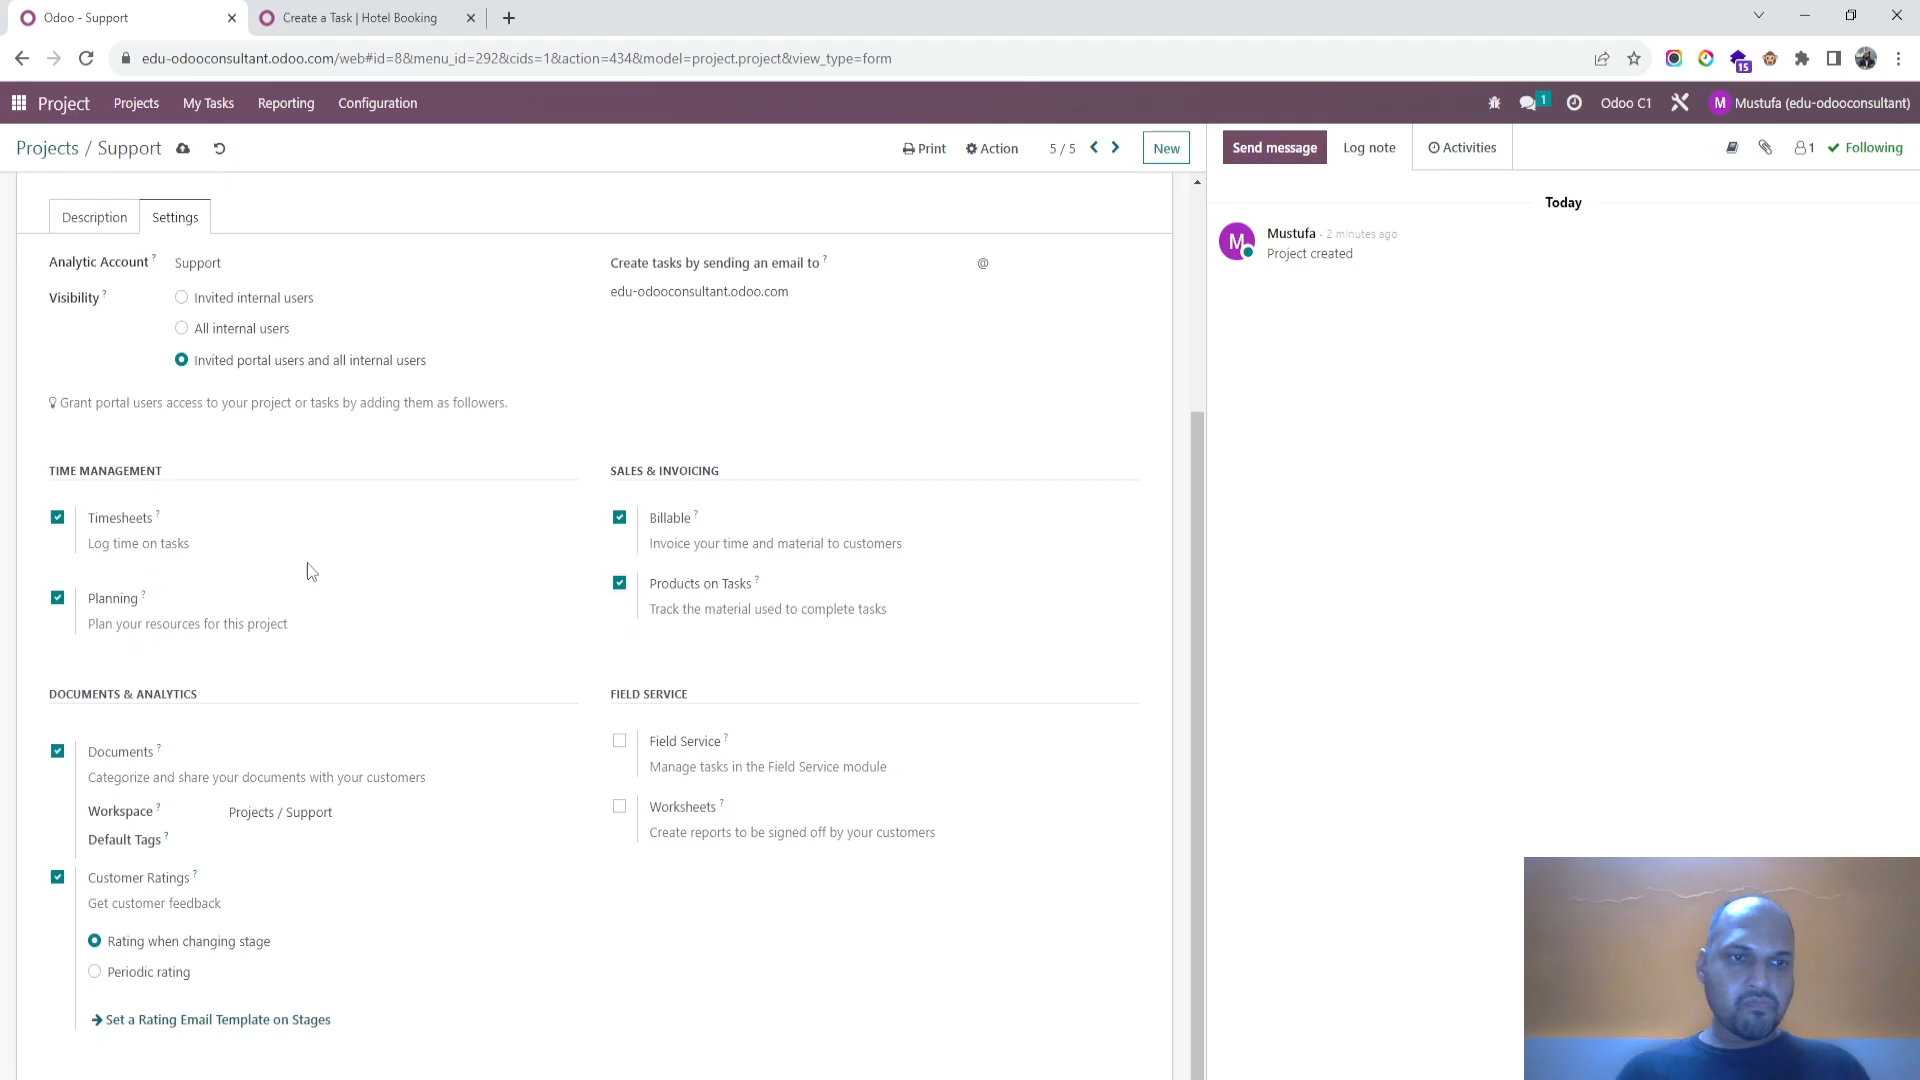 Odoo - Support
Create a Task | Hotel Booking
edu-odooconsultant.odoo.com/web#id=8&menu_id=292&cids=1&action=434&model=project.project&view_type=form
15
Project
Projects
My Tasks
Reporting
Configuration
1
Odoo C1
M
Mustufa (edu-odooconsultant)
Projects / Support
Print
Action
5 / 5
New
Send message
Log note
Activities
1
Following
Description
Settings
Today
M
Mustufa - 2 minutes ago
Project created
Analytic Account ?
Support
Create tasks by sending an email to ?
@
edu-odooconsultant.odoo.com
Visibility ?
Invited internal users
All internal users
Invited portal users and all internal users
Grant portal users access to your project or tasks by adding them as followers.
TIME MANAGEMENT
SALES & INVOICING
Timesheets ?
Log time on tasks
Billable ?
Invoice your time and material to customers
Planning ?
Plan your resources for this project
Products on Tasks ?
Track the material used to complete tasks
DOCUMENTS & ANALYTICS
FIELD SERVICE
Documents ?
Categorize and share your documents with your customers
Workspace ?
Projects / Support
Default Tags ?
Field Service ?
Manage tasks in the Field Service module
Worksheets ?
Create reports to be signed off by your customers
Customer Ratings ?
Get customer feedback
Rating when changing stage
Periodic rating
Set a Rating Email Template on Stages